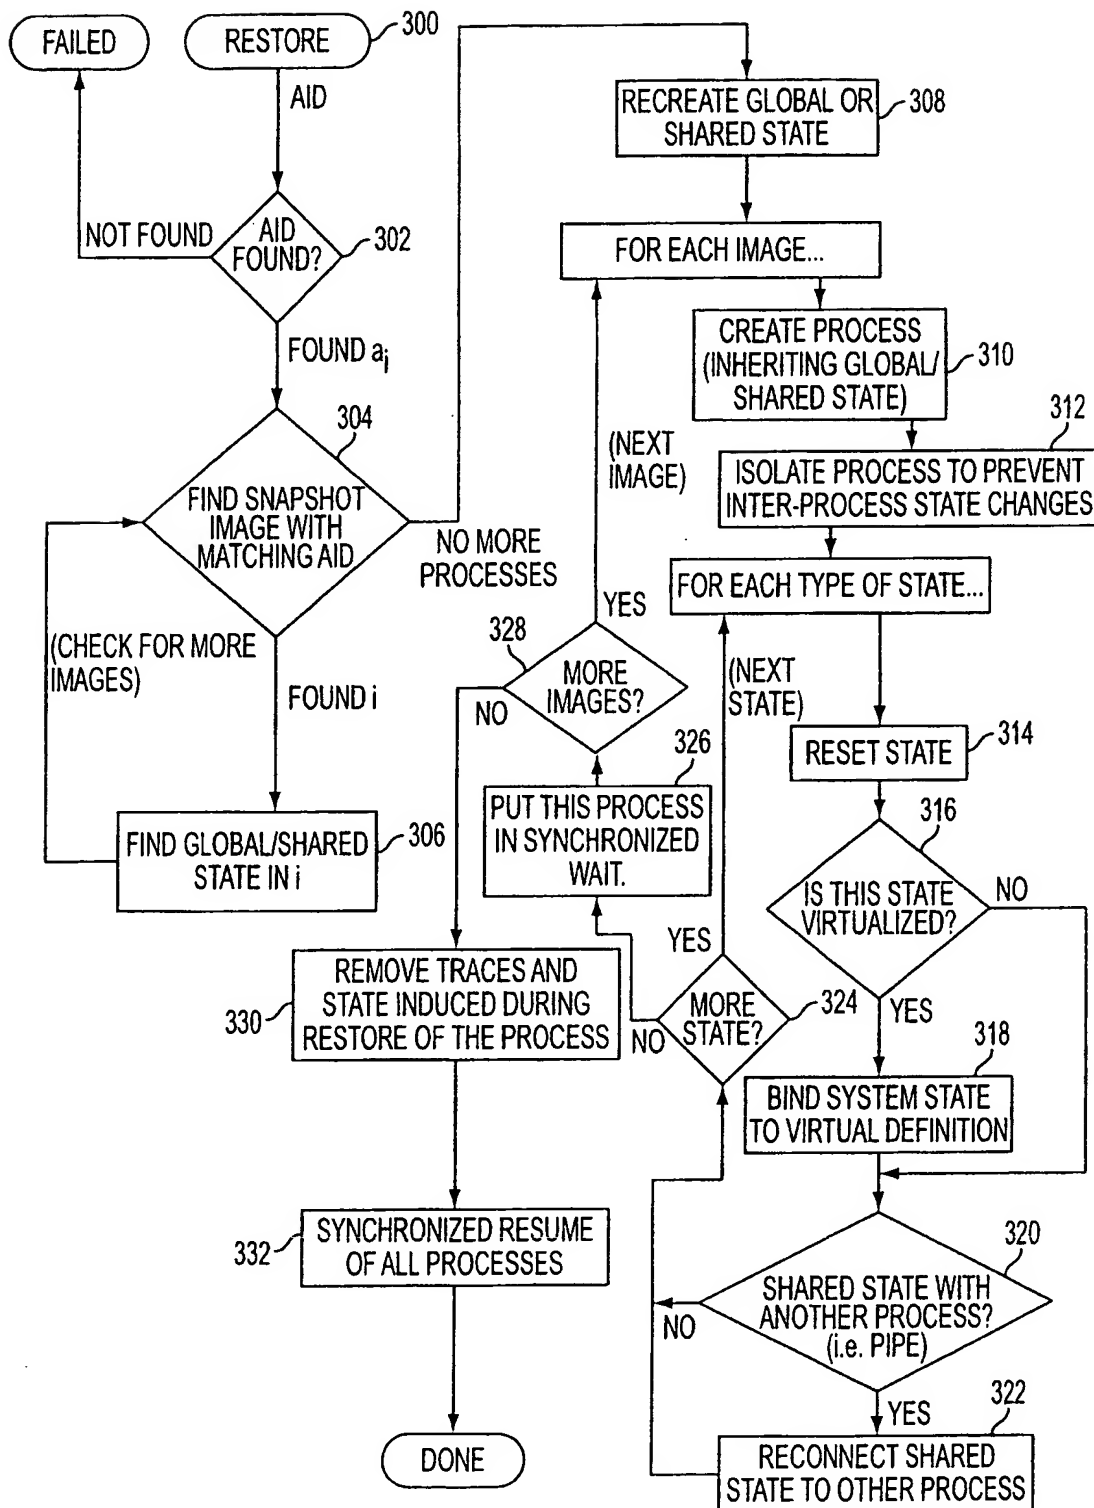 FAILED
RESTORE
300
AID
NOT FOUND
AID
FOUND?
302
FOUND ai
304
FIND SNAPSHOT
IMAGE WITH
MATCHING AID
NO MORE
PROCESSES
(CHECK FOR MORE
IMAGES)
FOUND i
FIND GLOBAL/SHARED
STATE IN i
306
RECREATE GLOBAL OR
SHARED STATE
308
FOR EACH IMAGE...
CREATE PROCESS
(INHERITING GLOBAL/
SHARED STATE)
310
312
ISOLATE PROCESS TO PREVENT
INTER-PROCESS STATE CHANGES
FOR EACH TYPE OF STATE...
(NEXT
IMAGE)
YES
328
MORE
IMAGES?
NO
(NEXT
STATE)
RESET STATE
314
326
PUT THIS PROCESS
IN SYNCHRONIZED
WAIT.
316
IS THIS STATE
VIRTUALIZED?
NO
YES
YES
MORE
STATE?
324
NO
318
BIND SYSTEM STATE
TO VIRTUAL DEFINITION
330
REMOVE TRACES AND
STATE INDUCED DURING
RESTORE OF THE PROCESS
320
SHARED STATE WITH
ANOTHER PROCESS?
(i.e. PIPE)
NO
YES
322
RECONNECT SHARED
STATE TO OTHER PROCESS
332
SYNCHRONIZED RESUME
OF ALL PROCESSES
DONE